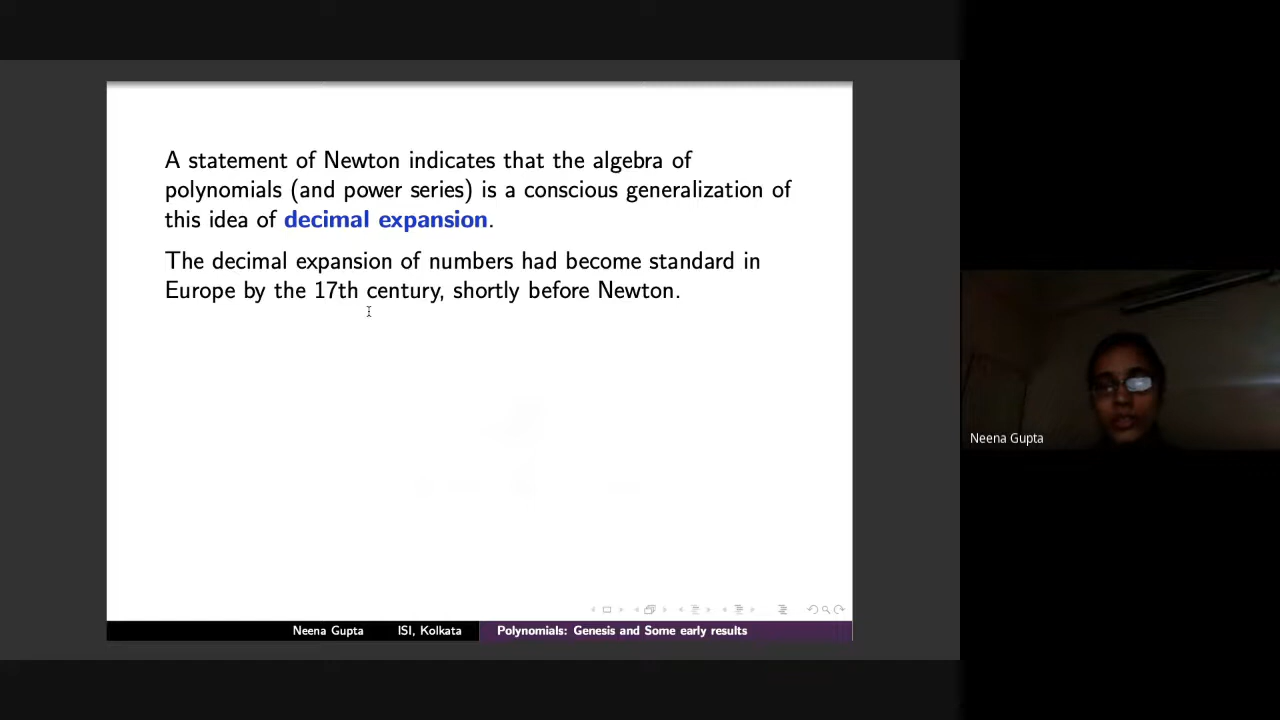 A statement of Newton indicates that the algebra of
polynomials (and power series) is a conscious generalization of
this idea of decimal expansion.
The decimal expansion of numbers had become standard in
Europe by the 17th century, shortly before Newton.
Neena Gupta
Neena Gupta ISI, Kolkata Polynomials: Genesis and Some early results